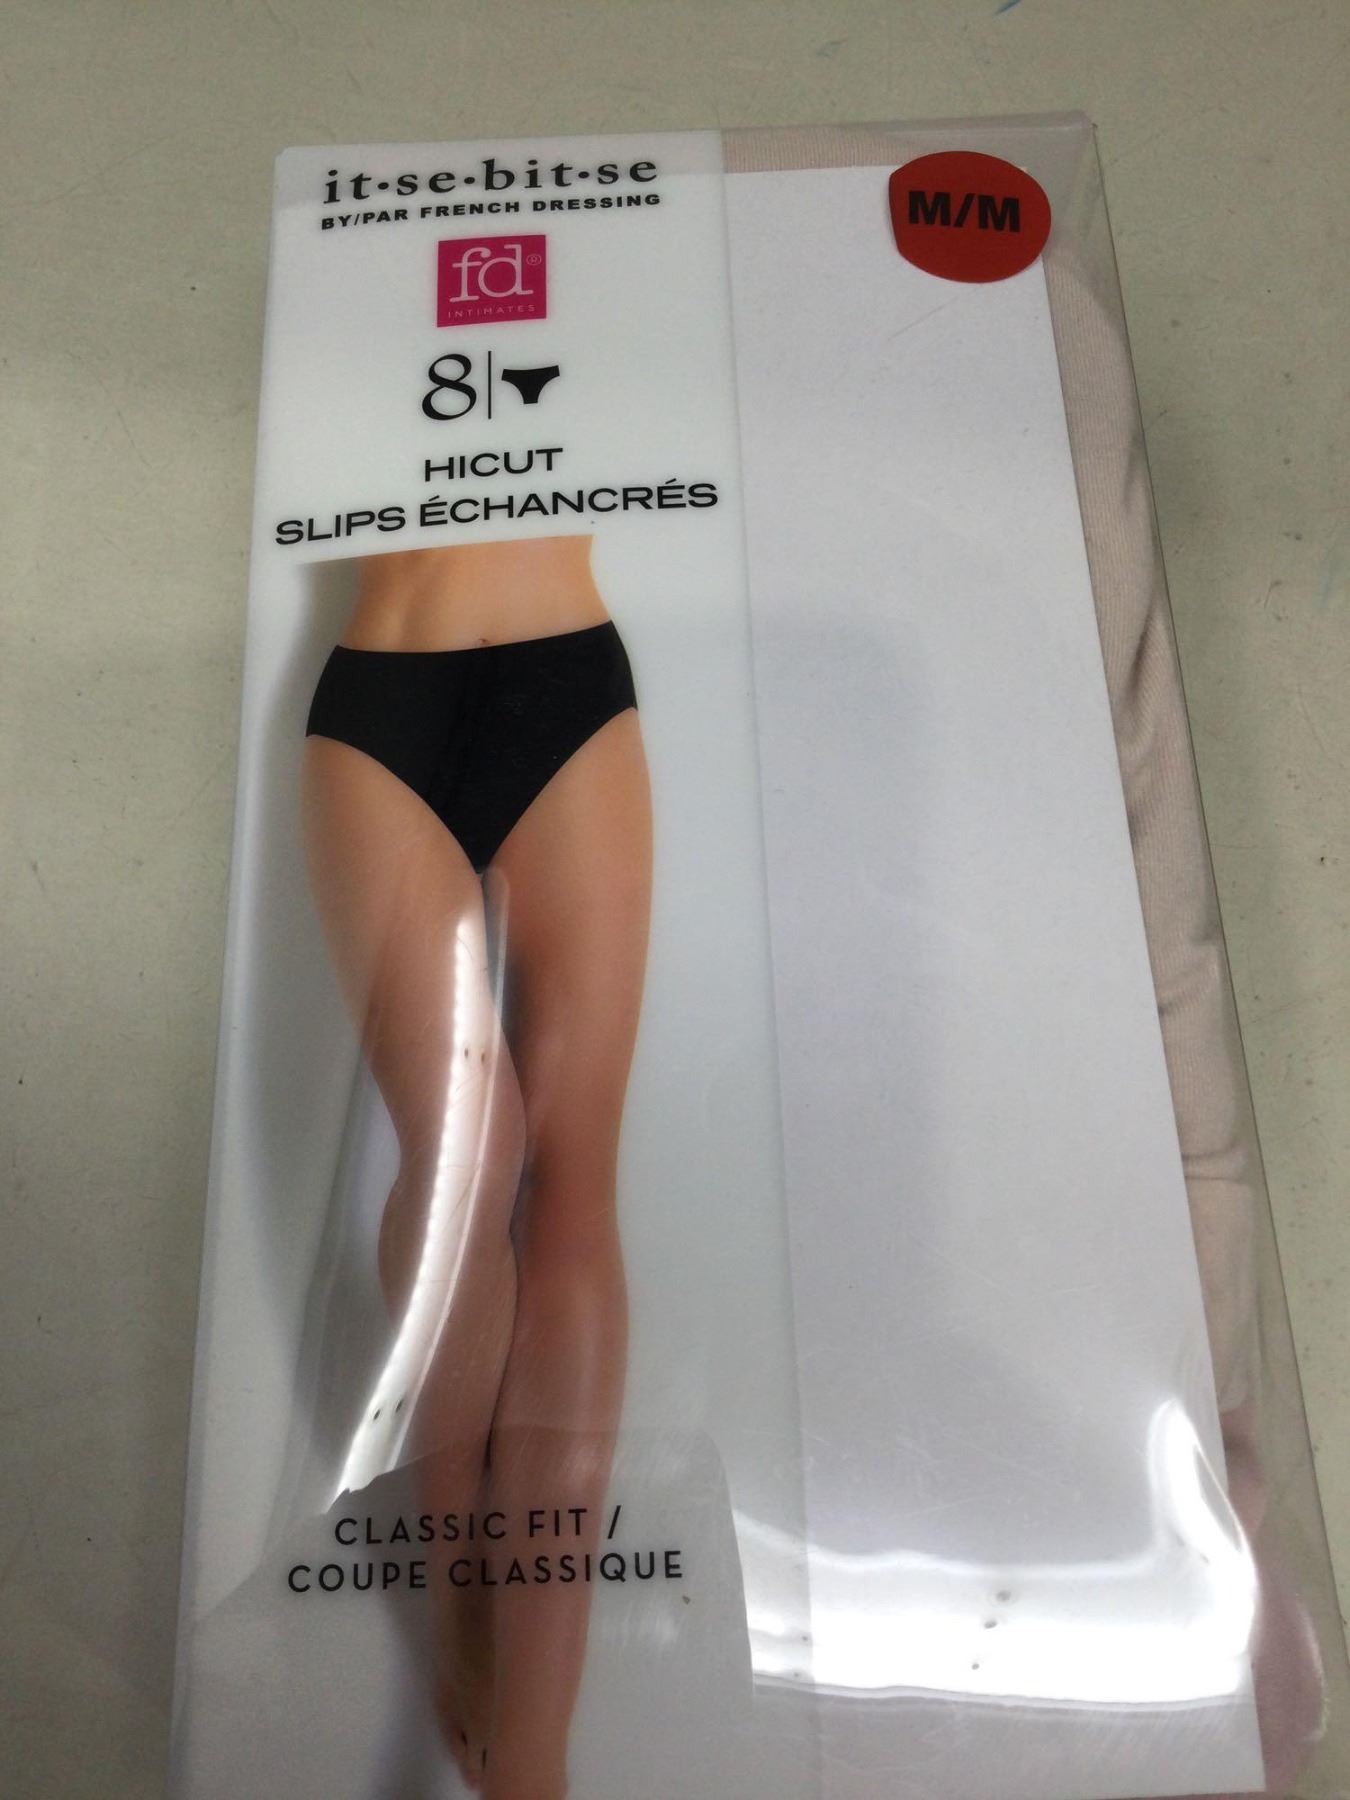 it•se•bit•se
BY/PAR FRENCH DRESSING
fd®
INTIMATES
8
HICUT
SLIPS ÉCHANCRÉS
M/M
CLASSIC FIT /
COUPE CLASSIQUE